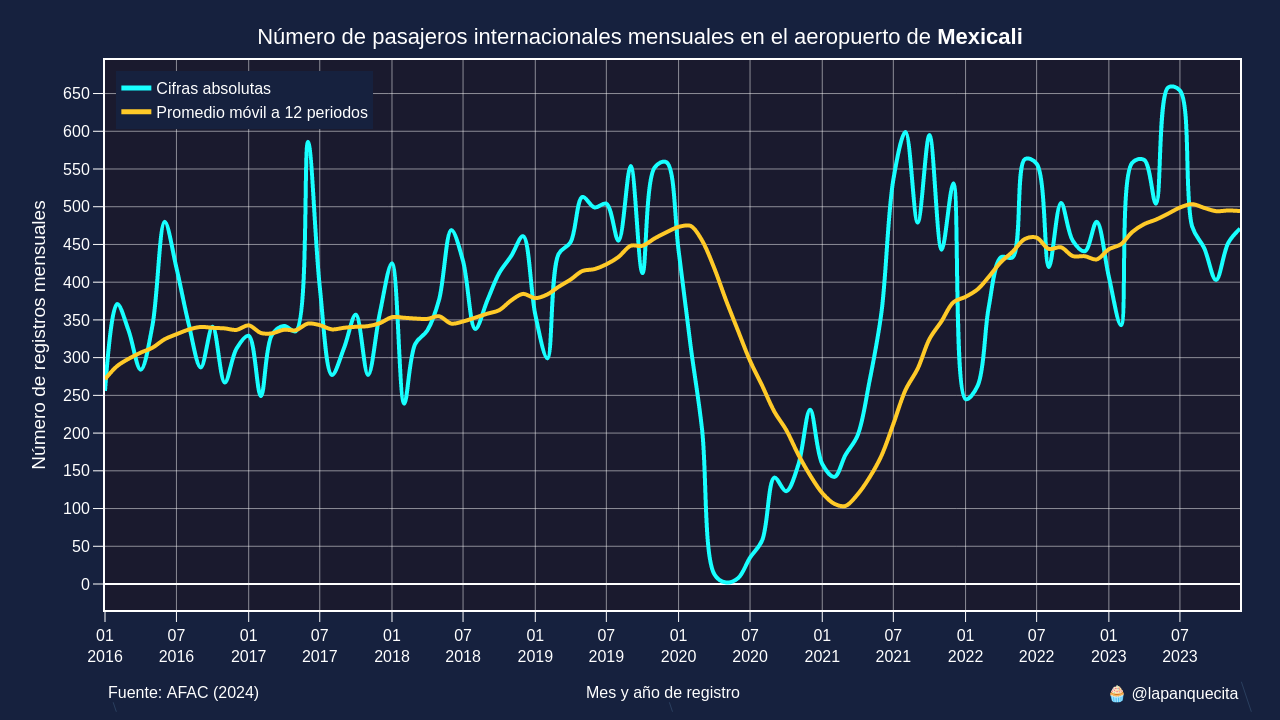 Número de pasajeros internacionales mensuales en el aeropuerto de Mexicali
Cifras absolutas
Promedio móvil a 12 periodos
Número de registros mensuales
650
600
550
500
450
400
350
300
250
200
150
100
50
0
01 07 01 07 01 07 01 07 01 07 01 07 01 07 01 07
2016 2016 2017 2017 2018 2018 2019 2019 2020 2020 2021 2021 2022 2022 2023 2023
Fuente: AFAC (2024)
Mes y año de registro
🧁 @lapanquecita